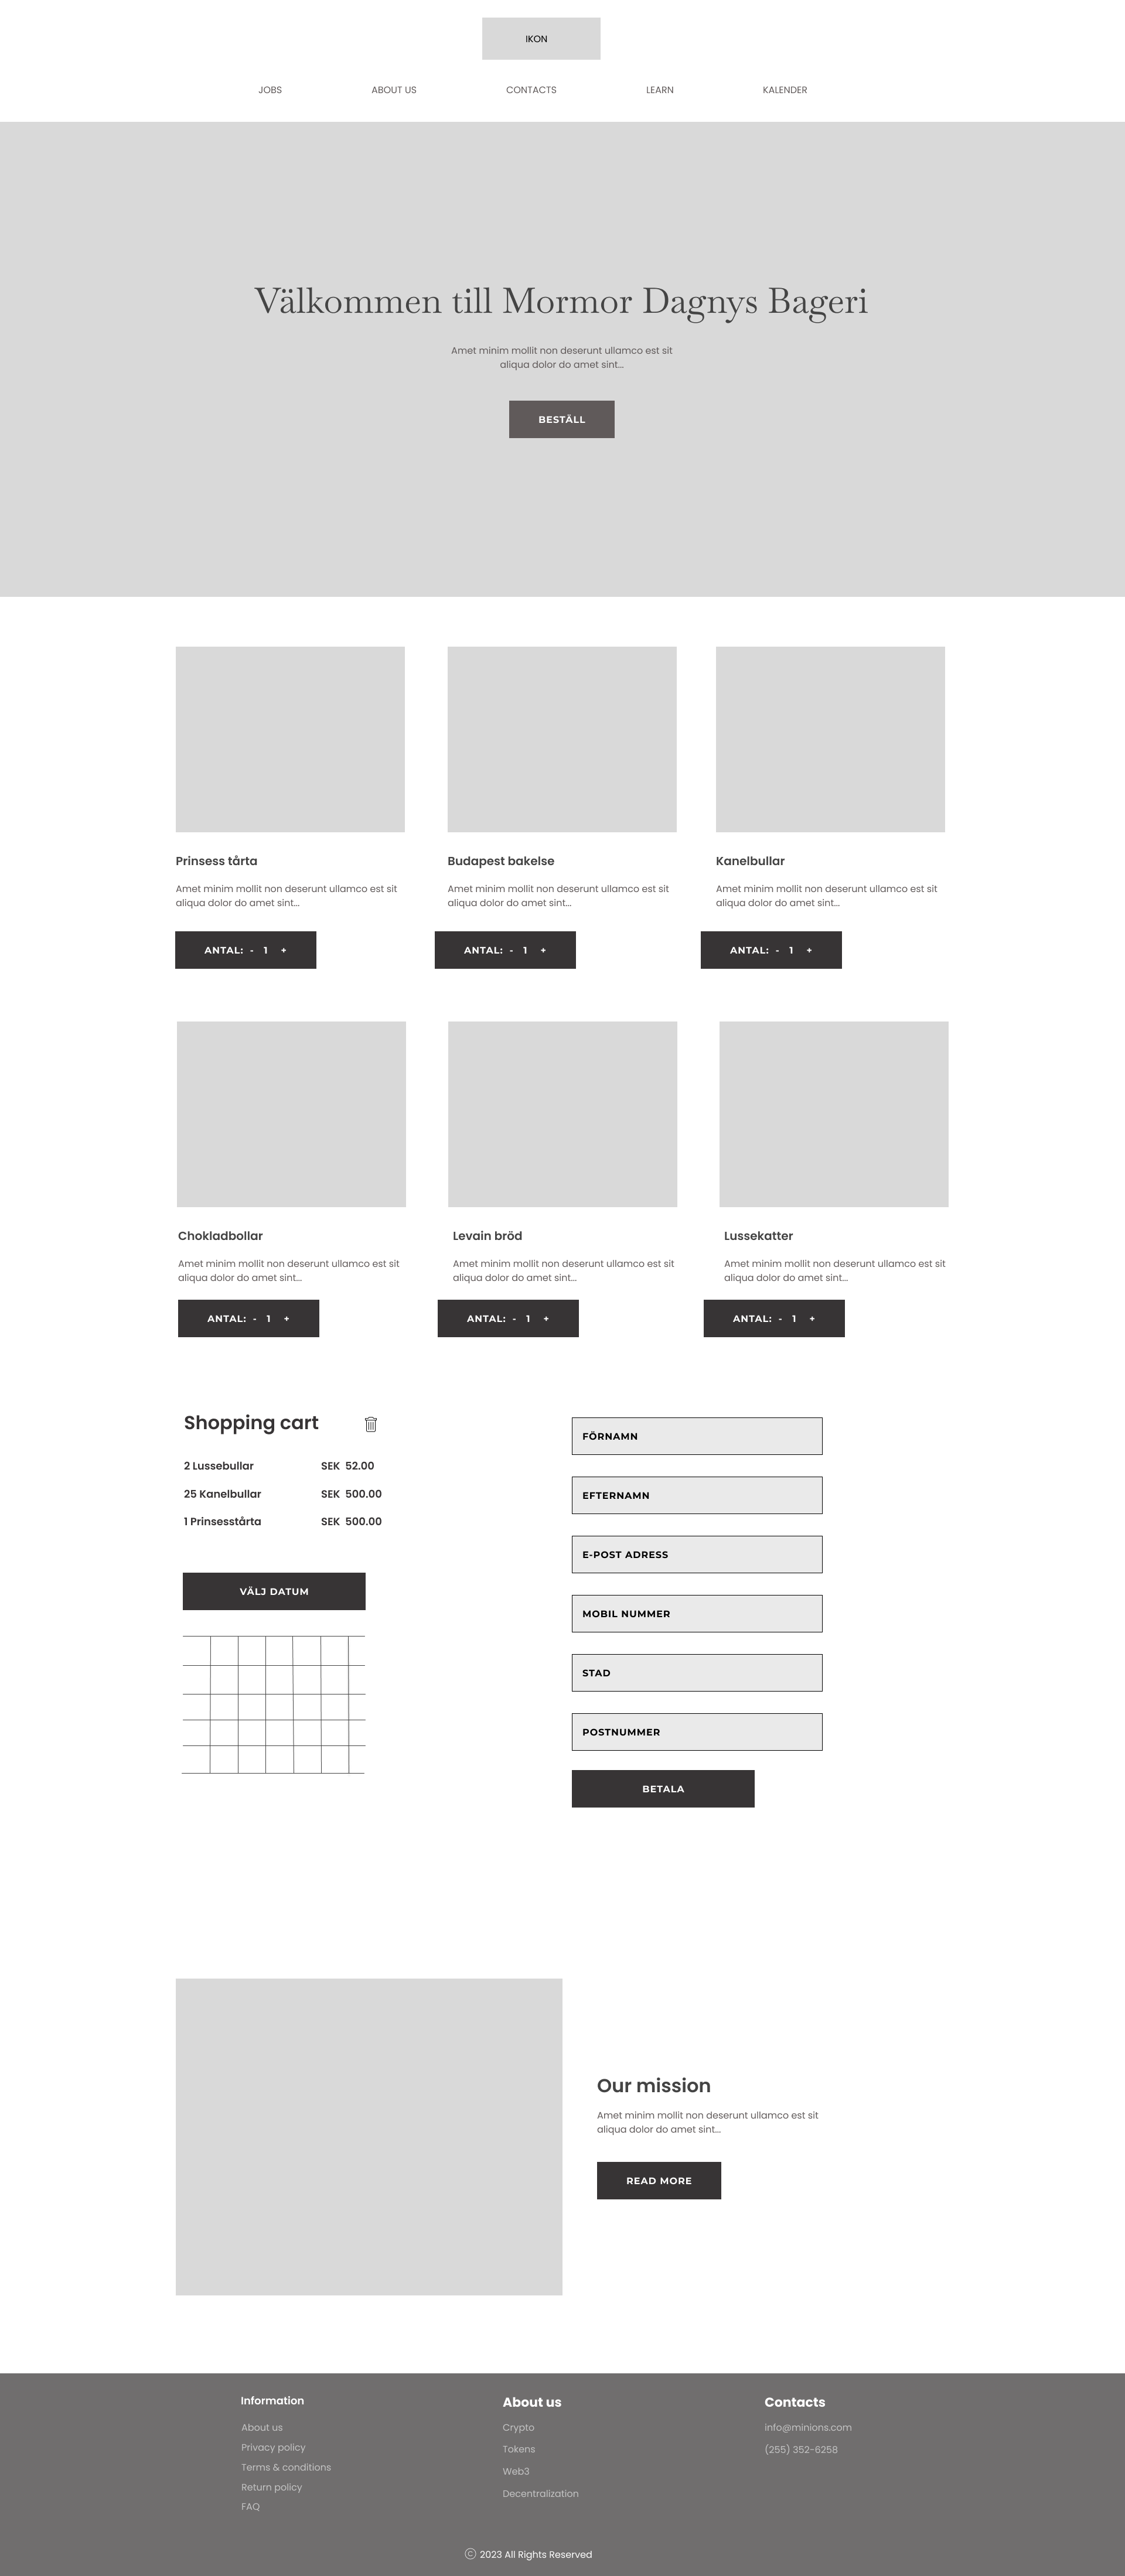 IKON
JOBS ABOUT US CONTACTS LEARN KALENDER
Välkommen till Mormor Dagnys Bageri
Amet minim mollit non deserunt ullamco est sit
aliqua dolor do amet sint...
BESTÄLL
Prinsess tårta
Amet minim mollit non deserunt ullamco est sit
aliqua dolor do amet sint...
ANTAL: - 1 +
Budapest bakelse
Amet minim mollit non deserunt ullamco est sit
aliqua dolor do amet sint...
ANTAL: - 1 +
Kanelbullar
Amet minim mollit non deserunt ullamco est sit
aliqua dolor do amet sint...
ANTAL: - 1 +
Chokladbollar
Amet minim mollit non deserunt ullamco est sit
aliqua dolor do amet sint...
ANTAL: - 1 +
Levain bröd
Amet minim mollit non deserunt ullamco est sit
aliqua dolor do amet sint...
ANTAL: - 1 +
Lussekatter
Amet minim mollit non deserunt ullamco est sit
aliqua dolor do amet sint...
ANTAL: - 1 +
Shopping cart
2 Lussebullar SEK 52.00
25 Kanelbullar SEK 500.00
1 Prinsesstårta SEK 500.00
VÄLJ DATUM
FÖRNAMN
EFTERNAMN
E-POST ADRESS
MOBIL NUMMER
STAD
POSTNUMMER
BETALA
Our mission
Amet minim mollit non deserunt ullamco est sit
aliqua dolor do amet sint...
READ MORE
Information
About us
Privacy policy
Terms & conditions
Return policy
FAQ
About us
Crypto
Tokens
Web3
Decentralization
Contacts
info@minions.com
(255) 352-6258
© 2023 All Rights Reserved